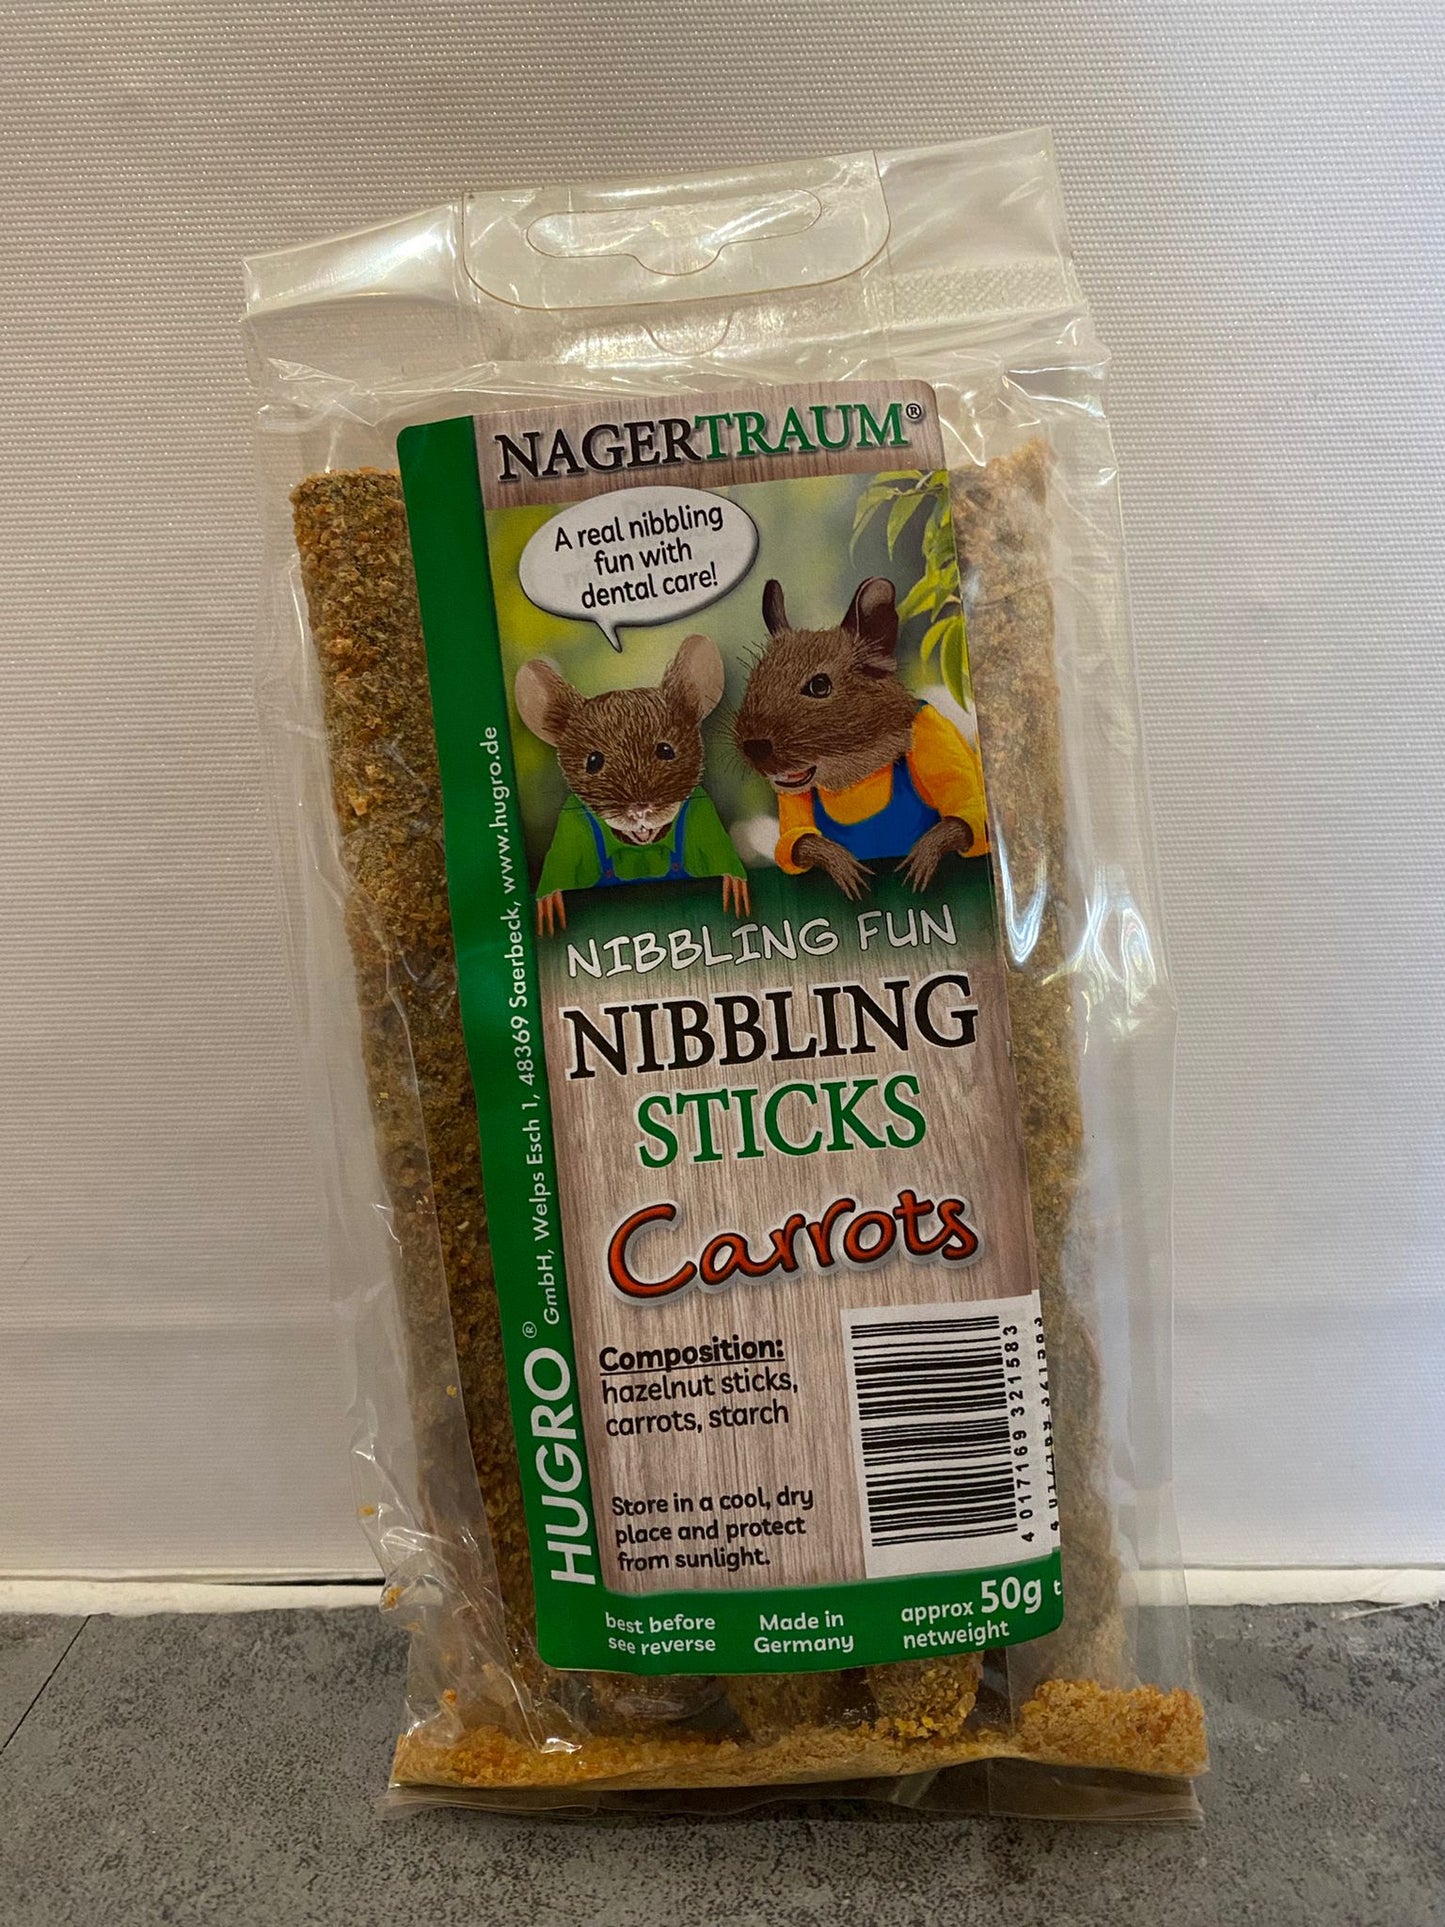 NAGERTRAUM®
A real nibbling
fun with
dental care!
NIBBLING FUN
NIBBLING
STICKS
Carrots
Composition:
hazelnut sticks,
carrots, starch
Store in a cool, dry
place and protect
from sunlight.
4 017169 321583
best before
see reverse
Made in
Germany
approx 50g
netweight
HUGRO® GmbH, Welps Esch 1, 48369 Saerbeck, www.hugro.de